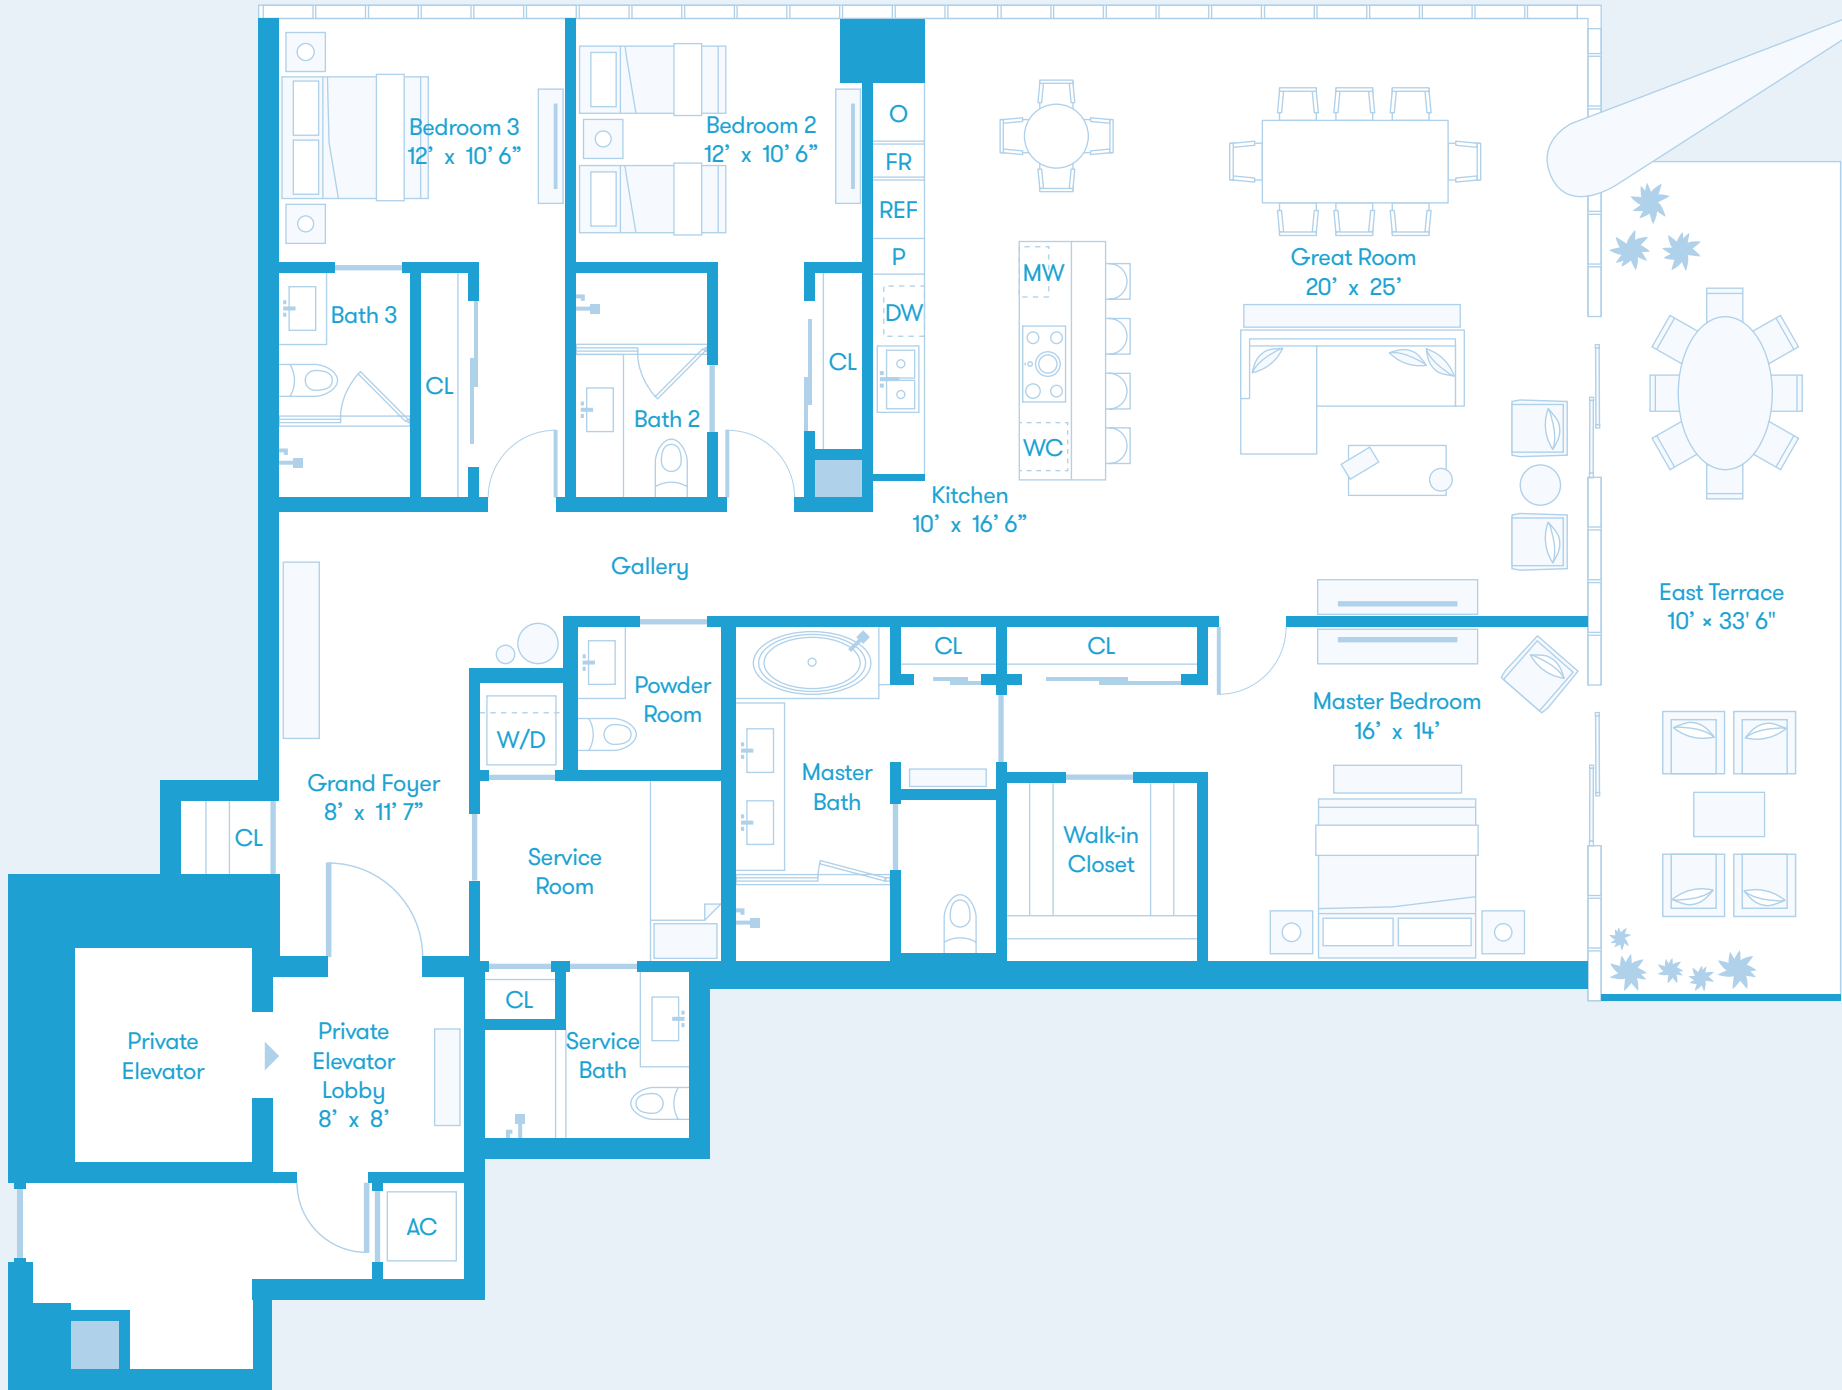 Bedroom 3
12’ x 10’ 6”
Bedroom 2
12’ x 10’ 6”
O
FR
REF
P
DW
MW
WC
Great Room
20’ x 25’
Bath 3
CL
Bath 2
CL
Kitchen
10’ x 16’ 6”
Gallery
East Terrace
10’ × 33' 6"
CL
CL
Powder
Room
W/D
Master Bedroom
16’ x 14’
Master
Bath
Grand Foyer
8’ x 11’ 7”
CL
Service
Room
Walk-in
Closet
CL
Service
Bath
Private
Elevator
Private
Elevator
Lobby
8’ x 8’
AC